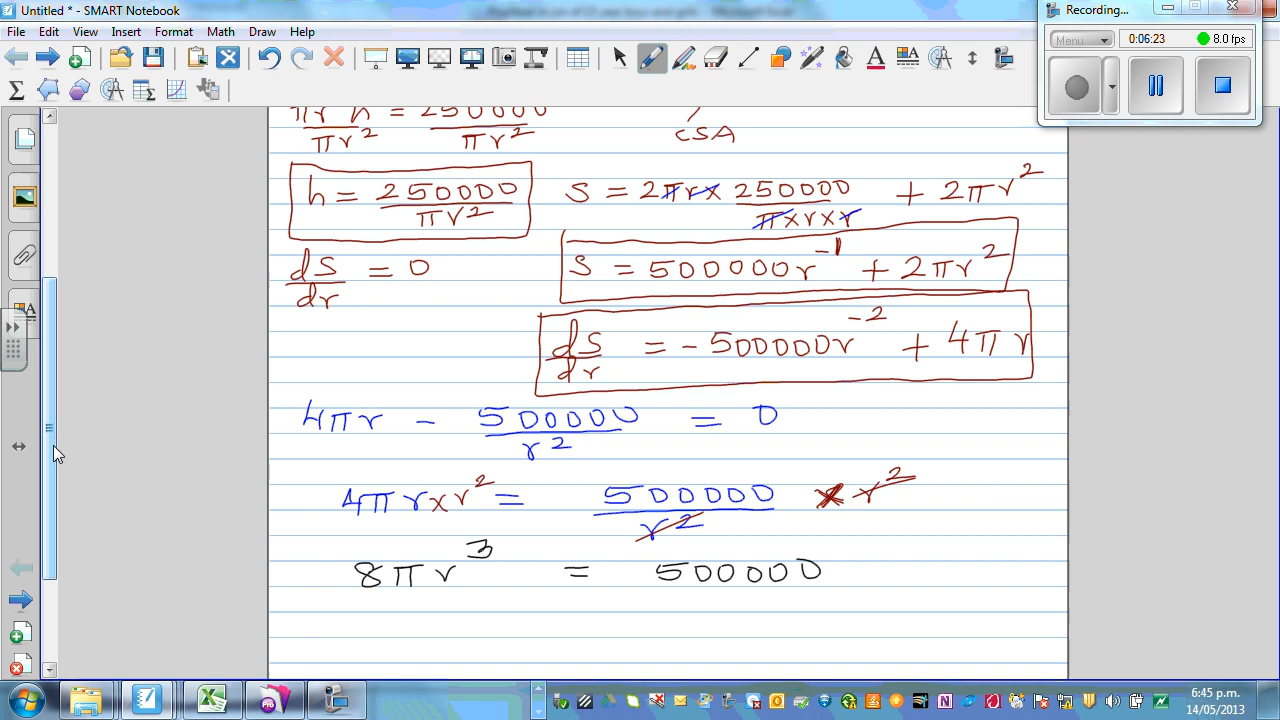 Untitled * - SMART Notebook
Recording...
File Edit View Insert Format Math Draw Help
Menu
0:06:23
8.0 fps
πr h = 250000
πr² πr²
CSA
h = 250000
πr²
S = 2πr× 250000 + 2πr²
π×r×r
dS = 0
dr
S = 500000r⁻¹ + 2πr²
dS = - 500000r⁻² + 4πr
dr
4πr - 500000 = 0
r²
4πr×r² = 500000 × r²
r²
8πr³ = 500000
6:45 p.m.
14/05/2013